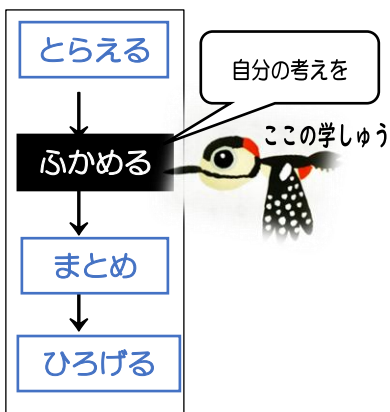 とらえる
自分の考えを
ここの学しゅう
ふかめる
まとめ
ひろげる